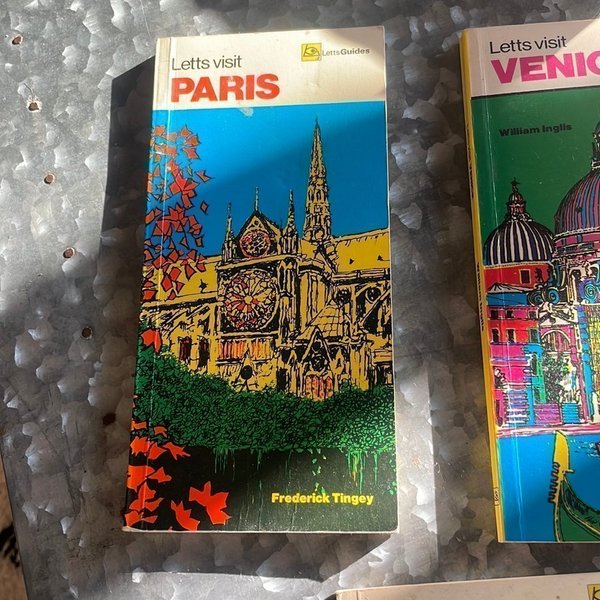 Letts visit
PARIS
LettsGuides
Frederick Tingey
Letts visit
VENIC
William Inglis